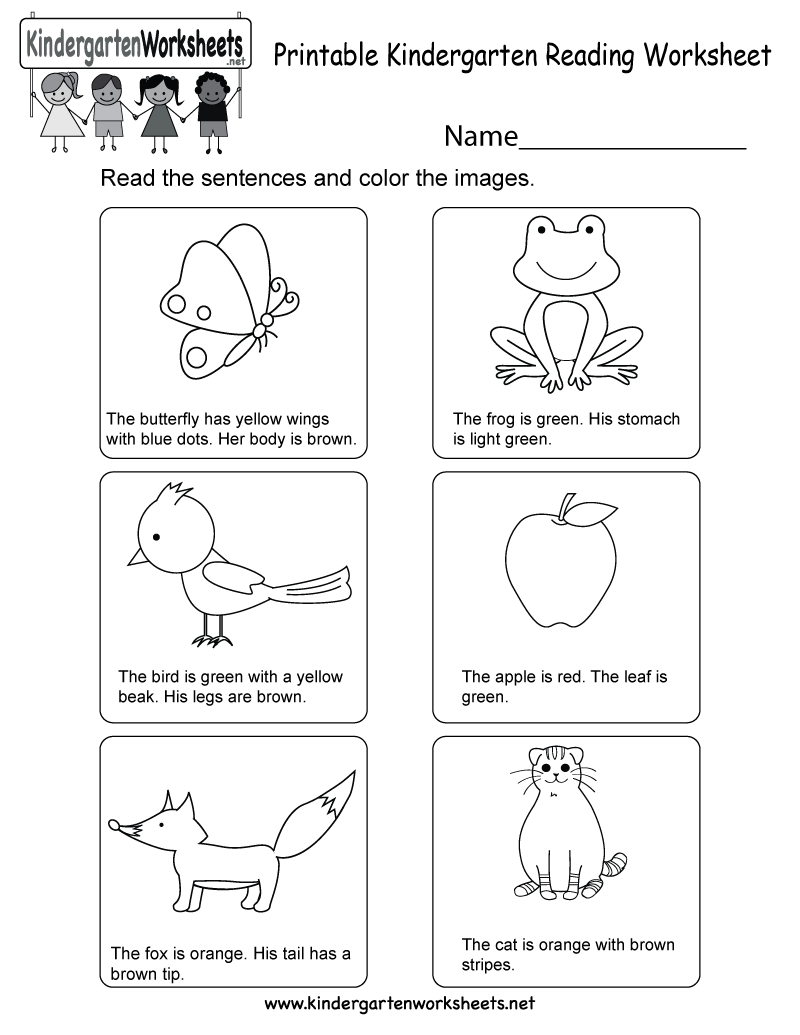 KindergartenWorksheets
.net
Printable Kindergarten Reading Worksheet
Name_______________
Read the sentences and color the images.
The butterfly has yellow wings
with blue dots. Her body is brown.
The frog is green. His stomach
is light green.
The bird is green with a yellow
beak. His legs are brown.
The apple is red. The leaf is
green.
The fox is orange. His tail has a
brown tip.
The cat is orange with brown
stripes.
www.kindergartenworksheets.net